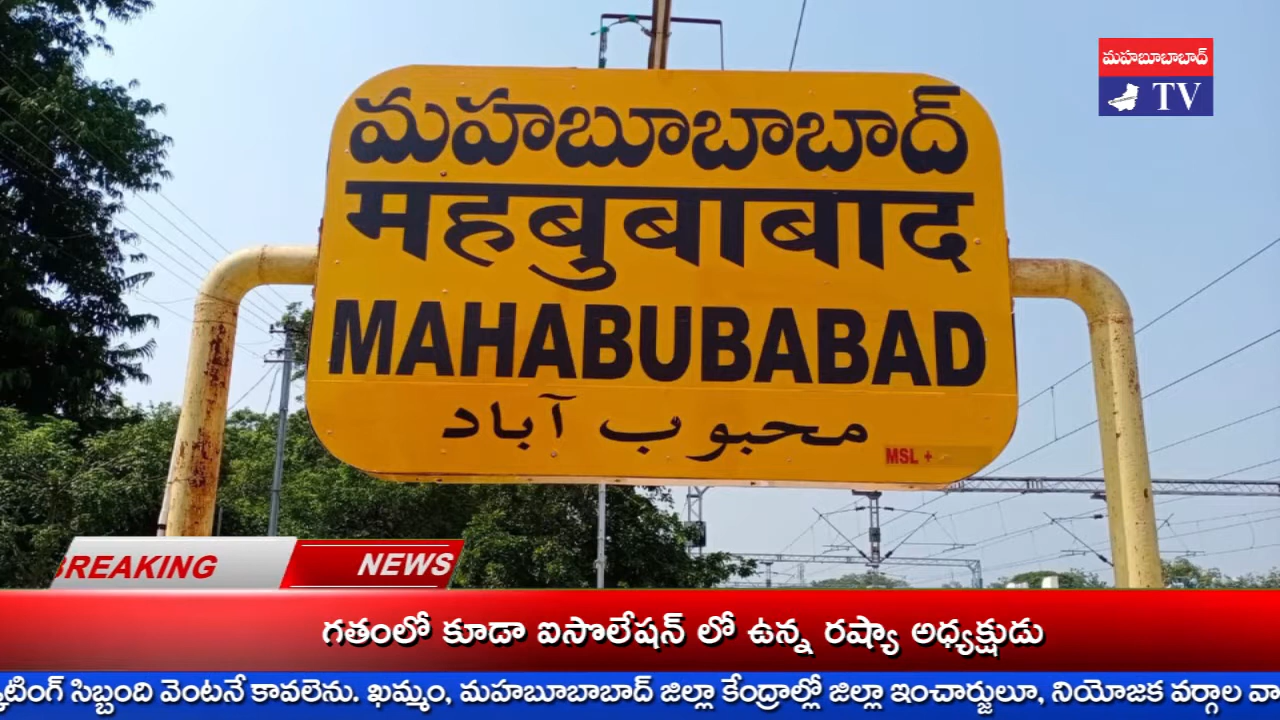 మహబూబాబాద్
TV
మహబూబాబాద్
महबुबाबाद
MAHABUBABAD
محبوب آباد
MSL +
BREAKING NEWS
గతంలో కూడా ఐసొలేషన్ లో ఉన్న రష్యా అధ్యక్షుడు
సిబ్బంది వెంటనే కావలెను. ఖమ్మం, మహబూబాబాద్ జిల్లా కేంద్రాల్లో జిల్లా ఇంచార్జులూ, నియోజక వర్గాల